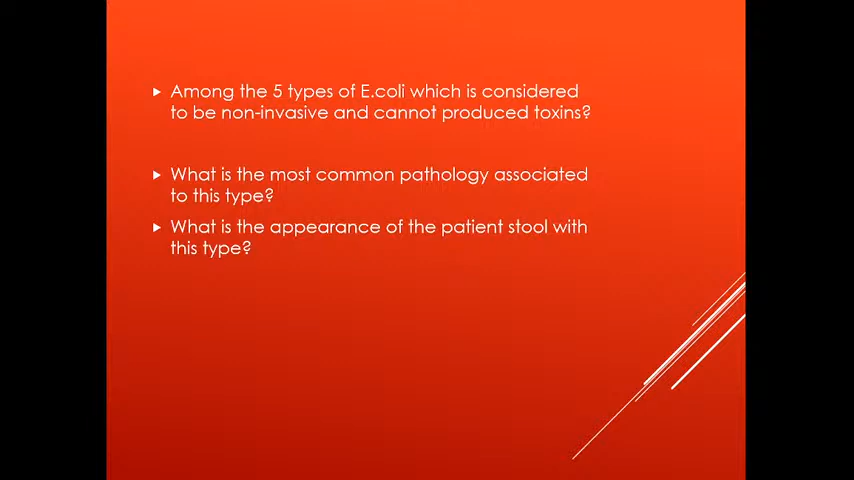 Among the 5 types of E.coli which is considered
to be non-invasive and cannot produced toxins?
What is the most common pathology associated
to this type?
What is the appearance of the patient stool with
this type?